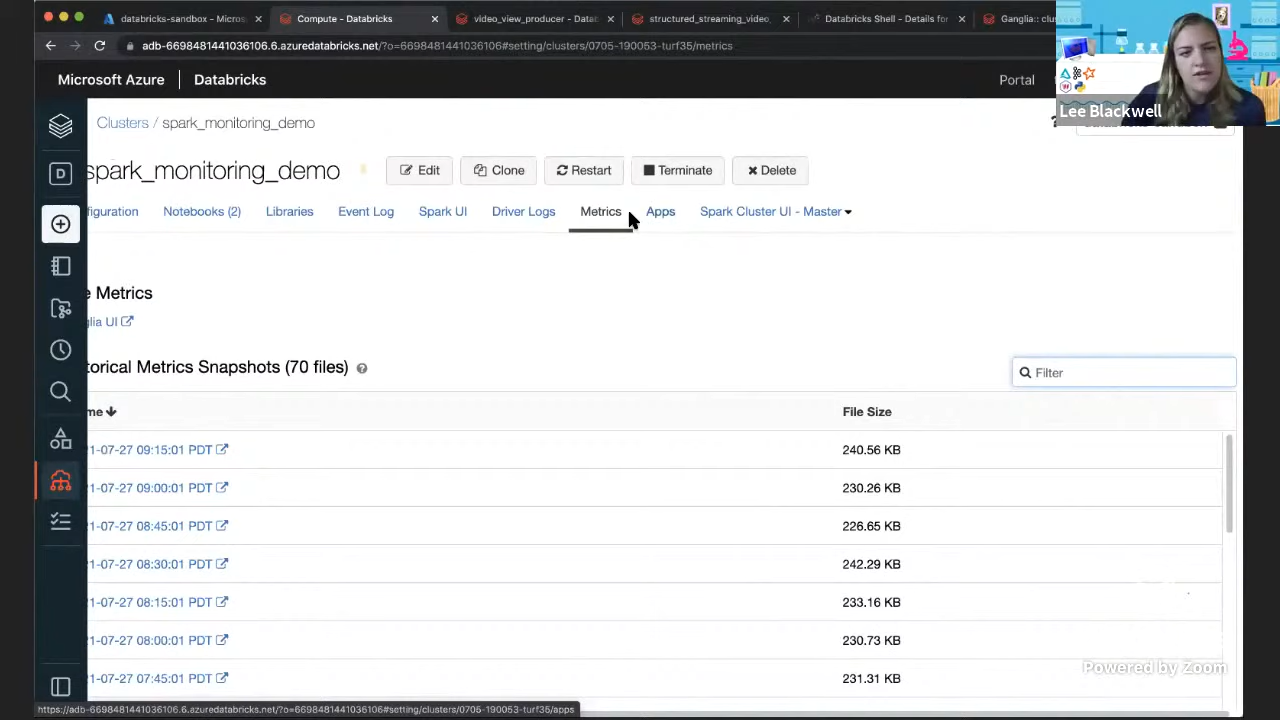 databricks-sandbox - Micros
Compute - Databricks
video_view_producer - Datab
structured_streaming_video_
Databricks Shell - Details for
Ganglia:: clus
adb-6698481441036106.6.azuredatabricks.net/?o=6698481441036106#setting/clusters/0705-190053-turf35/metrics
Microsoft Azure
Databricks
Portal
Lee Blackwell
Clusters / spark_monitoring_demo
spark_monitoring_demo
Edit
Clone
Restart
Terminate
Delete
figuration
Notebooks (2)
Libraries
Event Log
Spark UI
Driver Logs
Metrics
Apps
Spark Cluster UI - Master
e Metrics
glia UI
torical Metrics Snapshots (70 files)
Filter
me
File Size
1-07-27 09:15:01 PDT
240.56 KB
1-07-27 09:00:01 PDT
230.26 KB
1-07-27 08:45:01 PDT
226.65 KB
1-07-27 08:30:01 PDT
242.29 KB
1-07-27 08:15:01 PDT
233.16 KB
1-07-27 08:00:01 PDT
230.73 KB
1-07-27 07:45:01 PDT
231.31 KB
Powered by Zoom
https://adb-6698481441036106.6.azuredatabricks.net/?o=6698481441036106#setting/clusters/0705-190053-turf35/apps